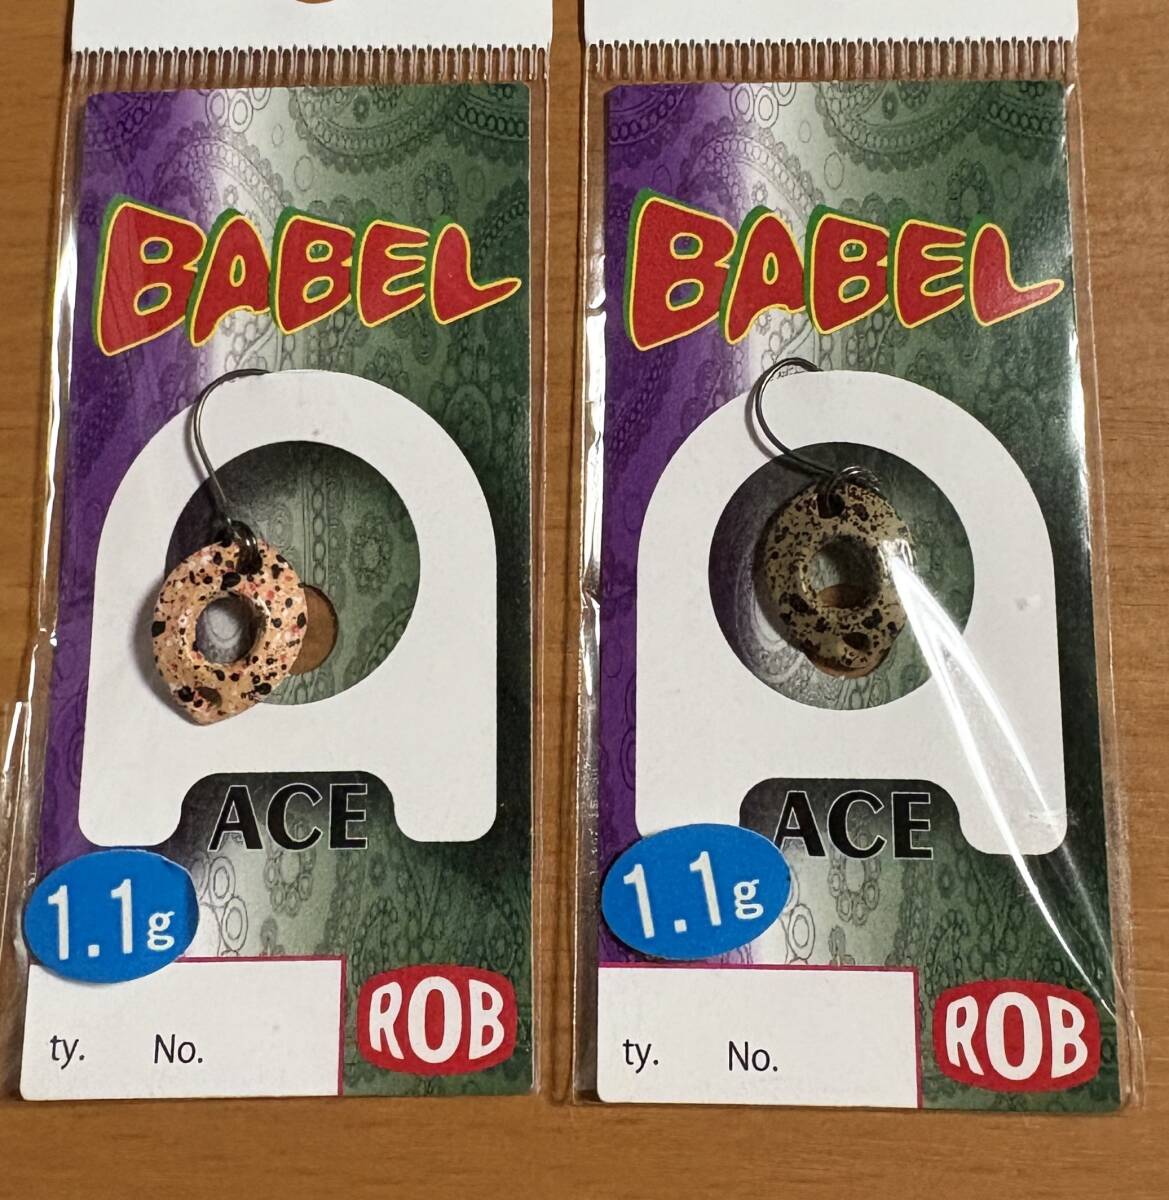 BABEL
ACE
1.1g
ty. No.
ROB
BABEL
ACE
1.1g
ty. No.
ROB